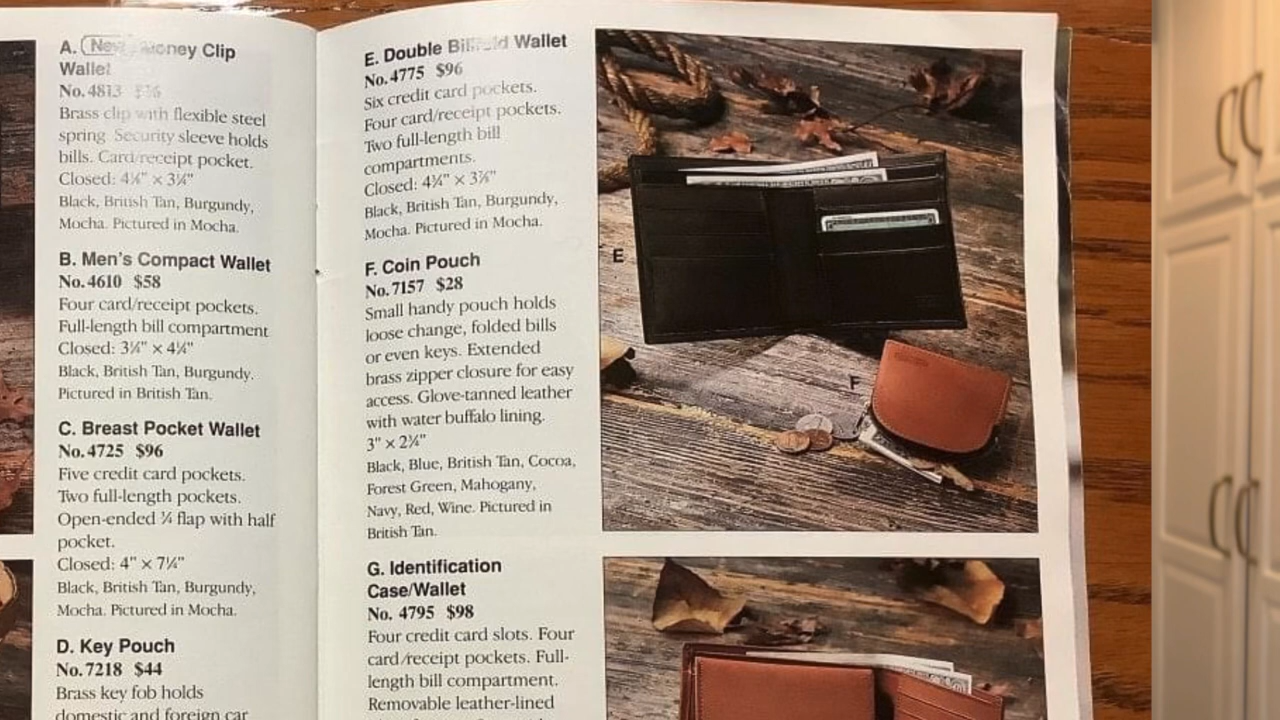 A. New Money Clip
Wallet
No. 4813
Brass clip with flexible steel
spring Security sleeve holds
bills. Card/receipt pocket.
Closed: 4¼" × 3¼"
Black, British Tan, Burgundy,
Mocha. Pictured in Mocha.
B. Men's Compact Wallet
No. 4610 $58
Four card/receipt pockets.
Full-length bill compartment
Closed: 3¼" × 4¼"
Black, British Tan, Burgundy.
Pictured in British Tan.
C. Breast Pocket Wallet
No. 4725 $96
Five credit card pockets.
Two full-length pockets.
Open-ended ¾ flap with half
pocket.
Closed: 4" × 7¼"
Black, British Tan, Burgundy,
Mocha. Pictured in Mocha.
D. Key Pouch
No. 7218 $44
Brass key fob holds
domestic and foreign car
E. Double Billfold Wallet
No. 4775 $96
Six credit card pockets.
Four card/receipt pockets.
Two full-length bill
compartments.
Closed: 4¼" × 3¾"
Black, British Tan, Burgundy,
Mocha. Pictured in Mocha.
F. Coin Pouch
No. 7157 $28
Small handy pouch holds
loose change, folded bills
or even keys. Extended
brass zipper closure for easy
access. Glove-tanned leather
with water buffalo lining.
3" × 2¾"
Black, Blue, British Tan, Cocoa,
Forest Green, Mahogany,
Navy, Red, Wine. Pictured in
British Tan.
G. Identification
Case/Wallet
No. 4795 $98
Four credit card slots. Four
card/receipt pockets. Full-
length bill compartment.
Removable leather-lined
E
F